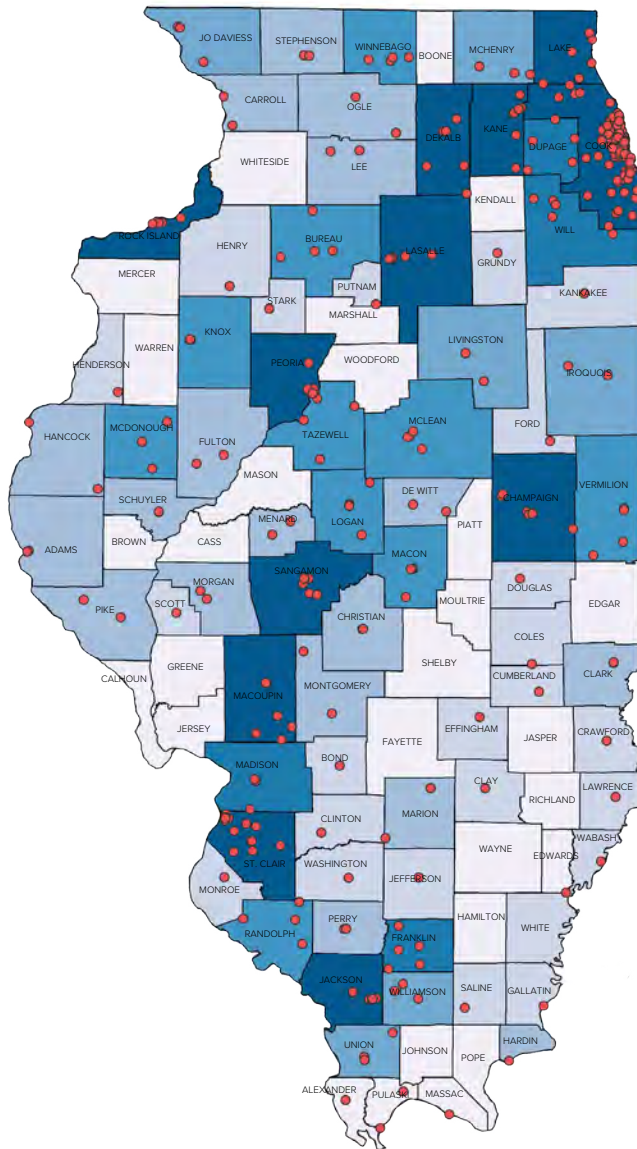 JO DAVIESS
STEPHENSON
WINNEBAGO
BOONE
MCHENRY
LAKE
CARROLL
OGLE
DEKALB
KANE
COOK
DUPAGE
WHITESIDE
LEE
KENDALL
WILL
ROCK ISLAND
HENRY
BUREAU
LASALLE
GRUNDY
MERCER
STARK
PUTNAM
KANKAKEE
MARSHALL
KNOX
LIVINGSTON
WARREN
HENDERSON
PEORIA
WOODFORD
IROQUOIS
HANCOCK
MCDONOUGH
FULTON
TAZEWELL
MCLEAN
FORD
MASON
SCHUYLER
DE WITT
CHAMPAIGN
VERMILION
MENARD
LOGAN
PIATT
ADAMS
BROWN
CASS
SANGAMON
MACON
MORGAN
DOUGLAS
PIKE
SCOTT
CHRISTIAN
MOULTRIE
EDGAR
COLES
GREENE
SHELBY
CALHOUN
MACOUPIN
MONTGOMERY
CUMBERLAND
CLARK
JERSEY
FAYETTE
EFFINGHAM
JASPER
CRAWFORD
MADISON
BOND
CLAY
RICHLAND
LAWRENCE
CLINTON
MARION
WABASH
ST. CLAIR
WAYNE
EDWARDS
WASHINGTON
MONROE
JEFFERSON
RANDOLPH
PERRY
HAMILTON
WHITE
FRANKLIN
JACKSON
WILLIAMSON
SALINE
GALLATIN
UNION
JOHNSON
POPE
HARDIN
ALEXANDER
PULASKI
MASSAC